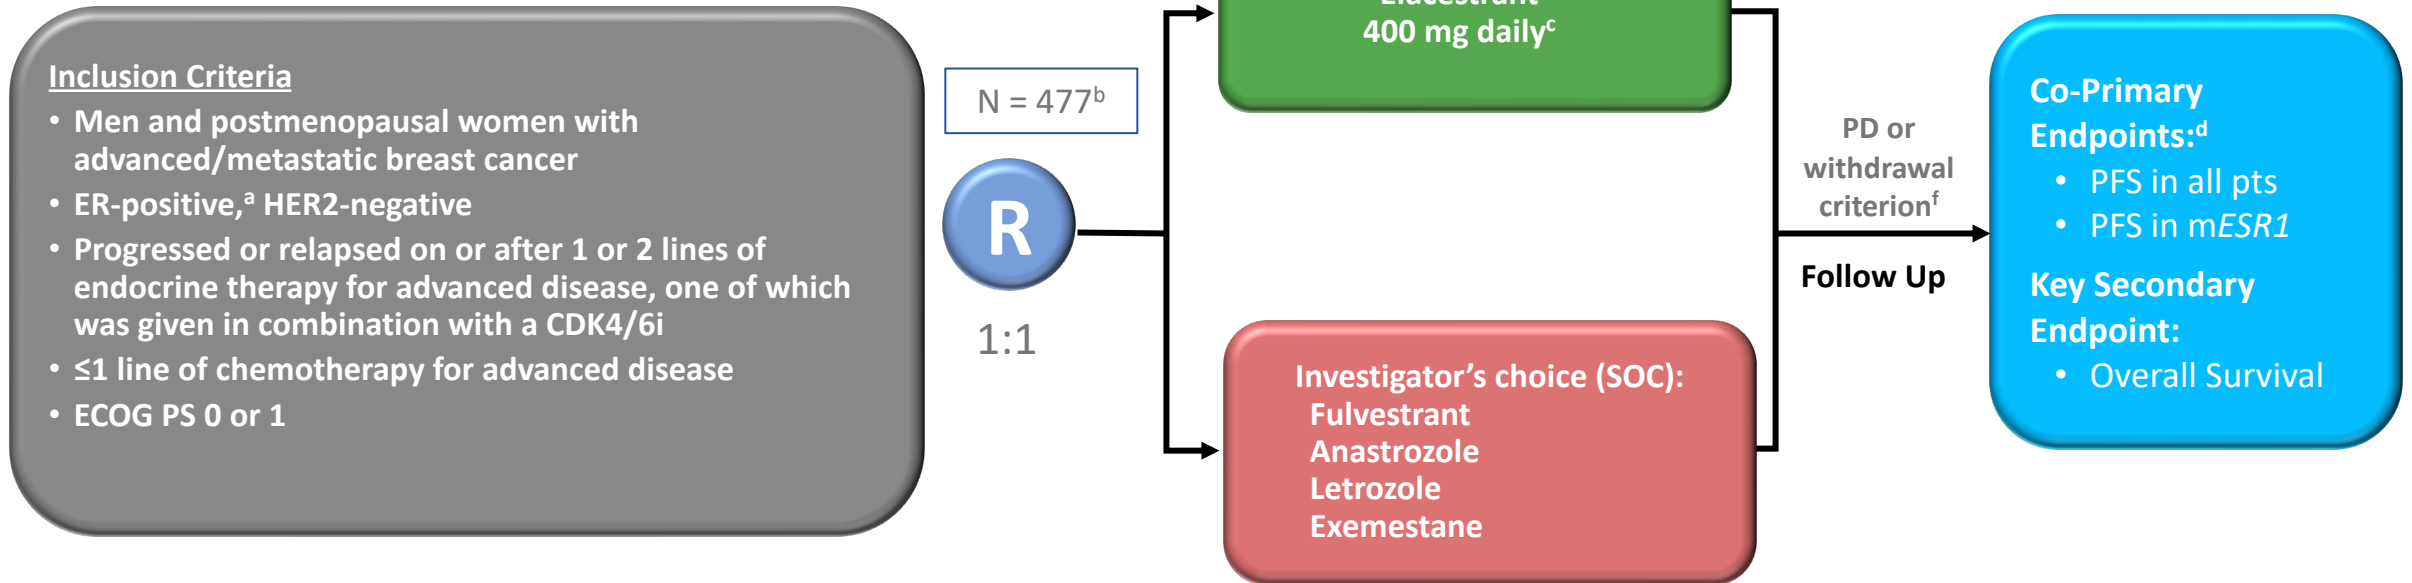 Inclusion Criteria
• Men and postmenopausal women with
advanced/metastatic breast cancer
• ER-positive,ᵃ HER2-negative
• Progressed or relapsed on or after 1 or 2 lines of
endocrine therapy for advanced disease, one of which
was given in combination with a CDK4/6i
• ≤1 line of chemotherapy for advanced disease
• ECOG PS 0 or 1
N = 477ᵇ
R
1:1
Elacestrant
400 mg dailyᶜ
Investigator’s choice (SOC):
Fulvestrant
Anastrozole
Letrozole
Exemestane
PD or
withdrawal
criterionᶠ
Follow Up
Co-Primary
Endpoints:ᵈ
• PFS in all pts
• PFS in mESR1
Key Secondary
Endpoint:
• Overall Survival